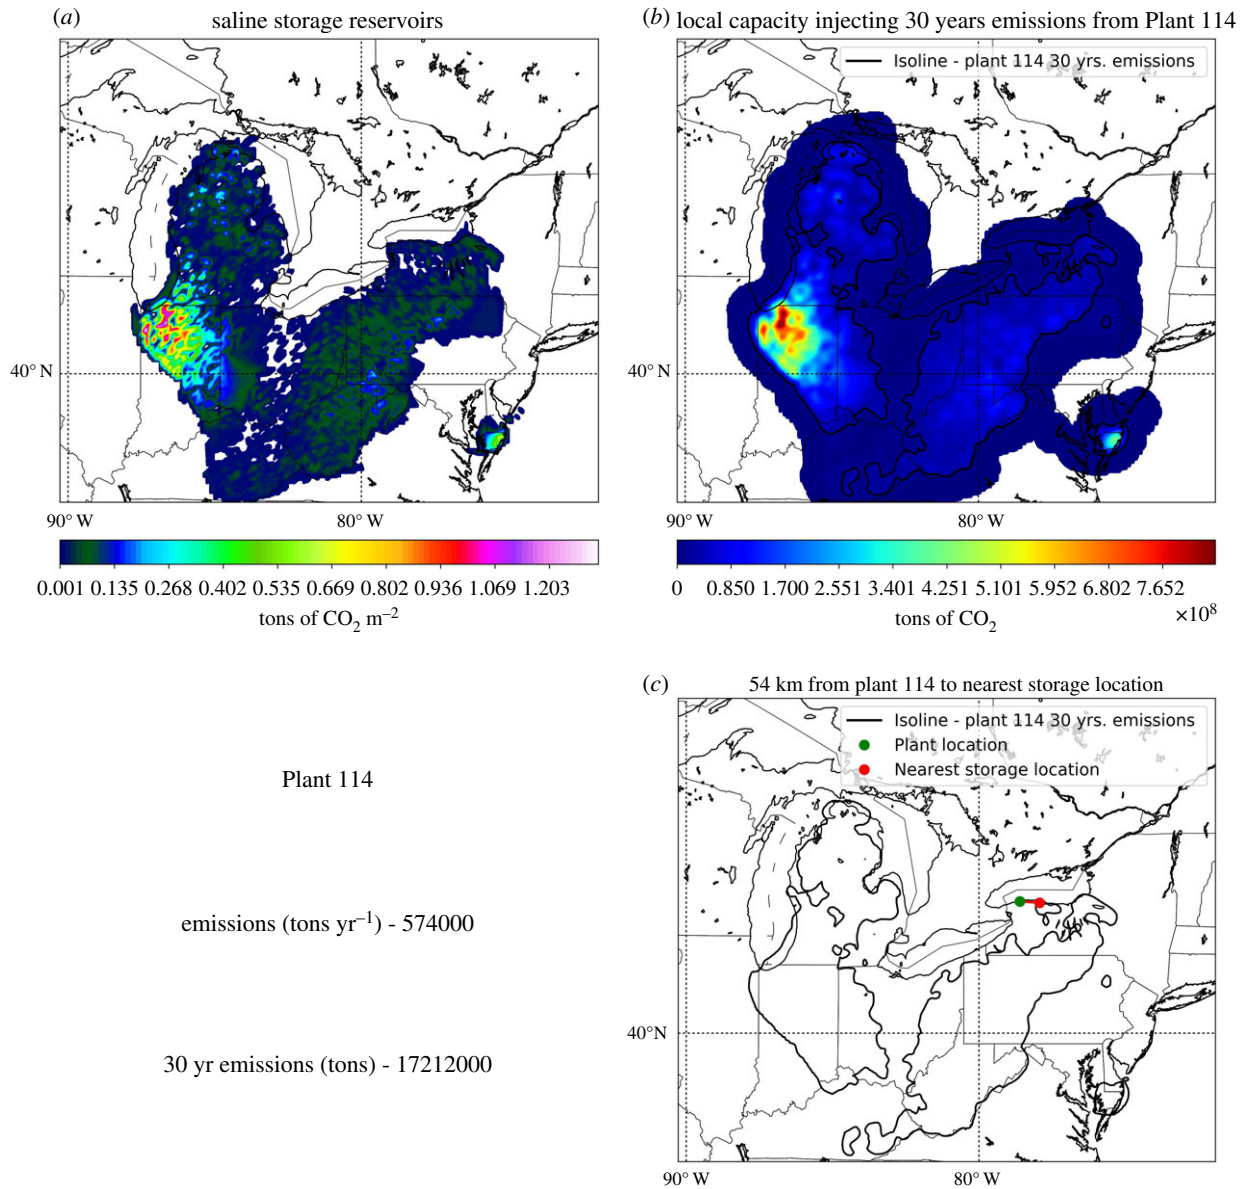 (a) saline storage reservoirs
40° N
90° W 80° W
0.001 0.135 0.268 0.402 0.535 0.669 0.802 0.936 1.069 1.203
tons of CO₂ m⁻²
(b) local capacity injecting 30 years emissions from Plant 114
Isoline - plant 114 30 yrs. emissions
40° N
90° W 80° W
0 0.850 1.700 2.551 3.401 4.251 5.101 5.952 6.802 7.652
tons of CO₂ ×10⁸
Plant 114
emissions (tons yr⁻¹) - 574000
30 yr emissions (tons) - 17212000
(c) 54 km from plant 114 to nearest storage location
Isoline - plant 114 30 yrs. emissions
Plant location
Nearest storage location
40°N
90° W 80° W